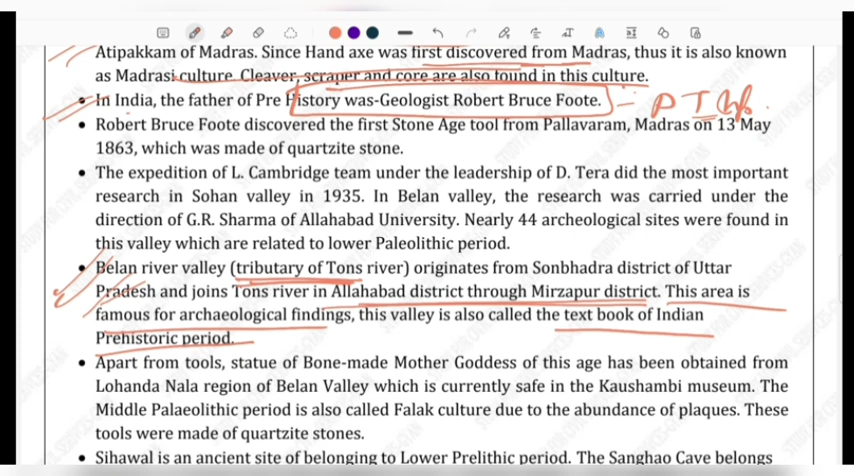 Atipakkam of Madras. Since Hand axe was first discovered from Madras, thus it is also known
as Madrasi culture. Cleaver, scraper and core are also found in this culture.
• In India, the father of Pre History was-Geologist Robert Bruce Foote.
• Robert Bruce Foote discovered the first Stone Age tool from Pallavaram, Madras on 13 May
1863, which was made of quartzite stone.
• The expedition of L. Cambridge team under the leadership of D. Tera did the most important
research in Sohan valley in 1935. In Belan valley, the research was carried under the
direction of G.R. Sharma of Allahabad University. Nearly 44 archeological sites were found in
this valley which are related to lower Paleolithic period.
• Belan river valley (tributary of Tons river) originates from Sonbhadra district of Uttar
Pradesh and joins Tons river in Allahabad district through Mirzapur district. This area is
famous for archaeological findings, this valley is also called the text book of Indian
Prehistoric period.
• Apart from tools, statue of Bone-made Mother Goddess of this age has been obtained from
Lohanda Nala region of Belan Valley which is currently safe in the Kaushambi museum. The
Middle Palaeolithic period is also called Falak culture due to the abundance of plaques. These
tools were made of quartzite stones.
• Sihawal is an ancient site of belonging to Lower Prelithic period. The Sanghao Cave belongs